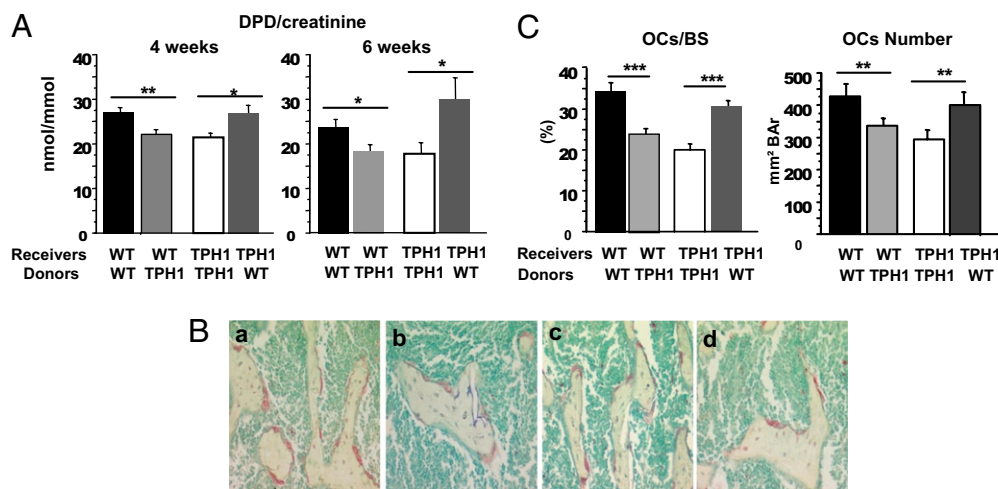 A
DPD/creatinine
4 weeks
6 weeks
nmol/mmol
40
30
20
10
0
**
*
40
30
20
10
0
*
*
Receivers WT WT TPH1 TPH1 WT WT TPH1 TPH1
Donors WT TPH1 TPH1 WT WT TPH1 TPH1 WT
C
OCs/BS
OCs Number
(%)
40
30
20
10
0
***
***
mm² BAr
500
400
300
200
100
0
**
**
Receivers WT WT TPH1 TPH1 WT WT TPH1 TPH1
Donors WT TPH1 TPH1 WT WT TPH1 TPH1 WT
B
a
b
c
d